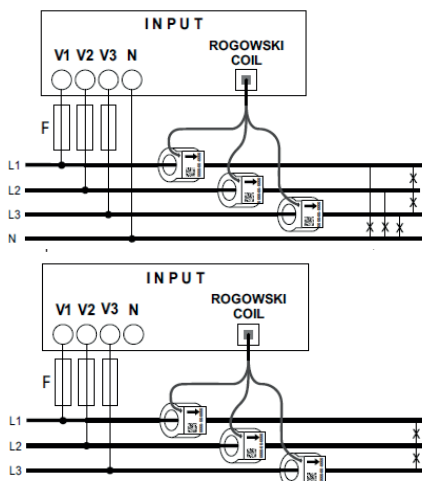 INPUT
V1 V2 V3 N
ROGOWSKI
COIL
F
L1
L2
L3
N
INPUT
V1 V2 V3 N
ROGOWSKI
COIL
F
L1
L2
L3